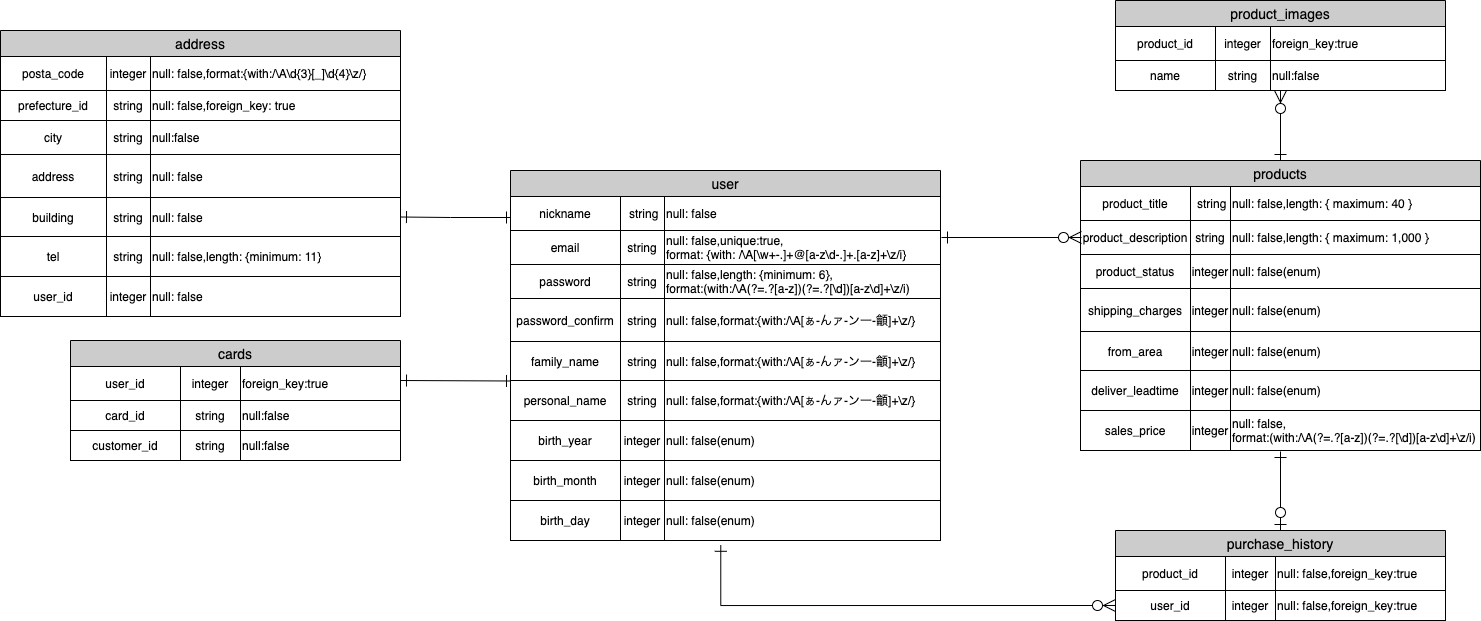 address
posta_code integer null: false,format:{with:/\A\d{3}[_]\d{4}\z/}
prefecture_id string null: false,foreign_key: true
city string null:false
address string null: false
building string null: false
tel string null: false,length: {minimum: 11}
user_id integer null: false
cards
user_id integer foreign_key:true
card_id string null:false
customer_id string null:false
user
nickname string null: false
email string null: false,unique:true,
format: {with: /\A[\w+-.]+@[a-z\d-.]+.[a-z]+\z/i}
password string null: false,length: {minimum: 6},
format:(with:/\A(?=.?[a-z])(?=.?[\d])[a-z\d]+\z/i)
password_confirm string null: false,format:{with:/\A[ぁ-んァ-ン一-龥]+\z/}
family_name string null: false,format:{with:/\A[ぁ-んァ-ン一-龥]+\z/}
personal_name string null: false,format:{with:/\A[ぁ-んァ-ン一-龥]+\z/}
birth_year integer null: false(enum)
birth_month integer null: false(enum)
birth_day integer null: false(enum)
product_images
product_id integer foreign_key:true
name string null:false
products
product_title string null: false,length: { maximum: 40 }
product_description string null: false,length: { maximum: 1,000 }
product_status integer null: false(enum)
shipping_charges integer null: false(enum)
from_area integer null: false(enum)
deliver_leadtime integer null: false(enum)
sales_price integer null: false,
format:(with:/\A(?=.?[a-z])(?=.?[\d])[a-z\d]+\z/i)
purchase_history
product_id integer null: false,foreign_key:true
user_id integer null: false,foreign_key:true